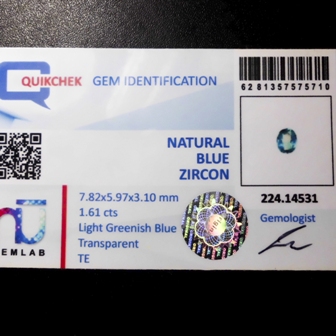 QUIKCHEK GEM IDENTIFICATION
6281357575710
NATURAL
BLUE
ZIRCON
7.82x5.97x3.10 mm
1.61 cts
Light Greenish Blue
Transparent
TE
224.14531
Gemologist
EMLAB